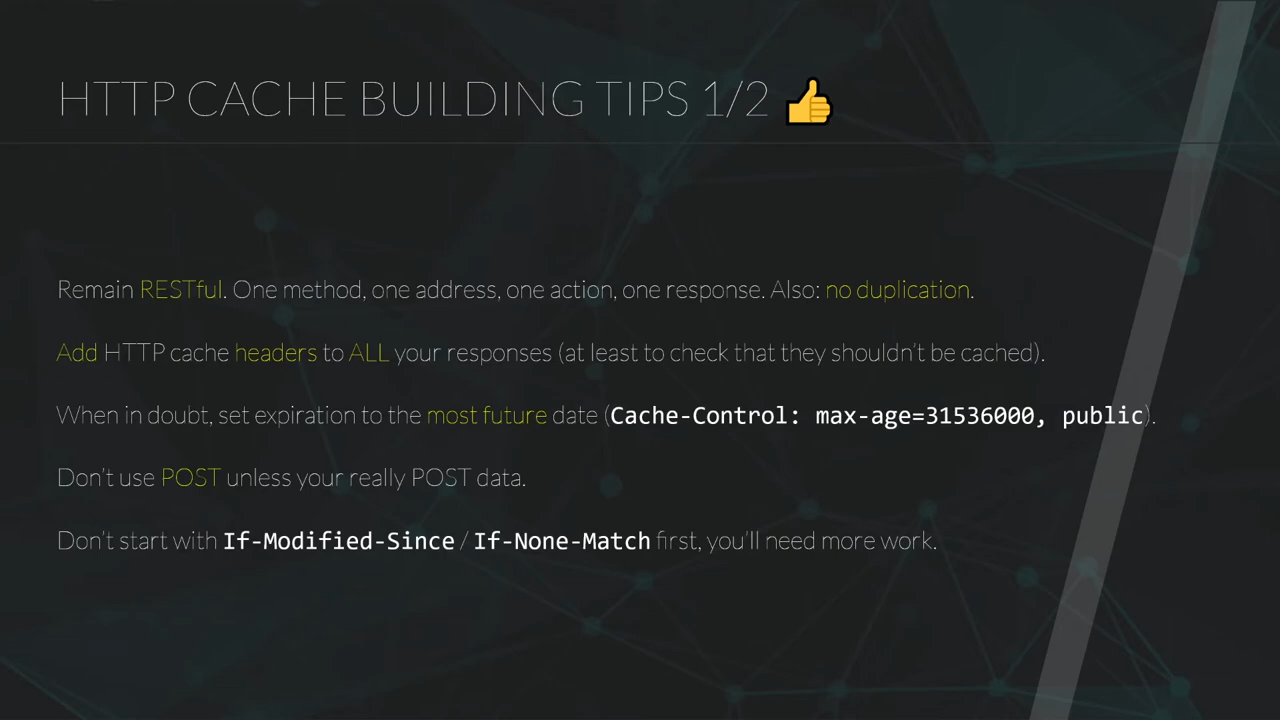 HTTP CACHE BUILDING TIPS 1/2 👍
Remain RESTful. One method, one address, one action, one response. Also: no duplication.
Add HTTP cache headers to ALL your responses (at least to check that they shouldn't be cached).
When in doubt, set expiration to the most future date (Cache-Control: max-age=31536000, public).
Don't use POST unless your really POST data.
Don't start with If-Modified-Since / If-None-Match first, you'll need more work.